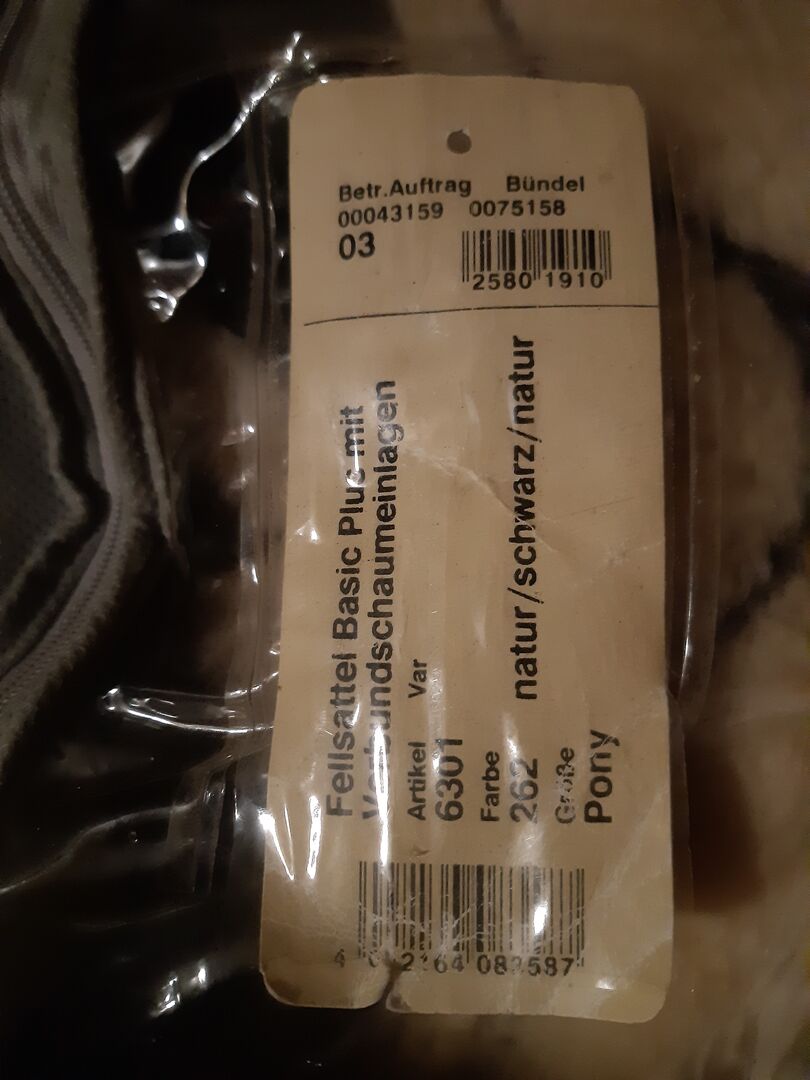 Betr.Auftrag Bündel
00043159 0075158
03
2580 1910
Fellsattel Basic Plus mit
Verbundschaumeinlagen
Artikel Var
6301
Farbe
262 natur/schwarz/natur
Größe
Pony